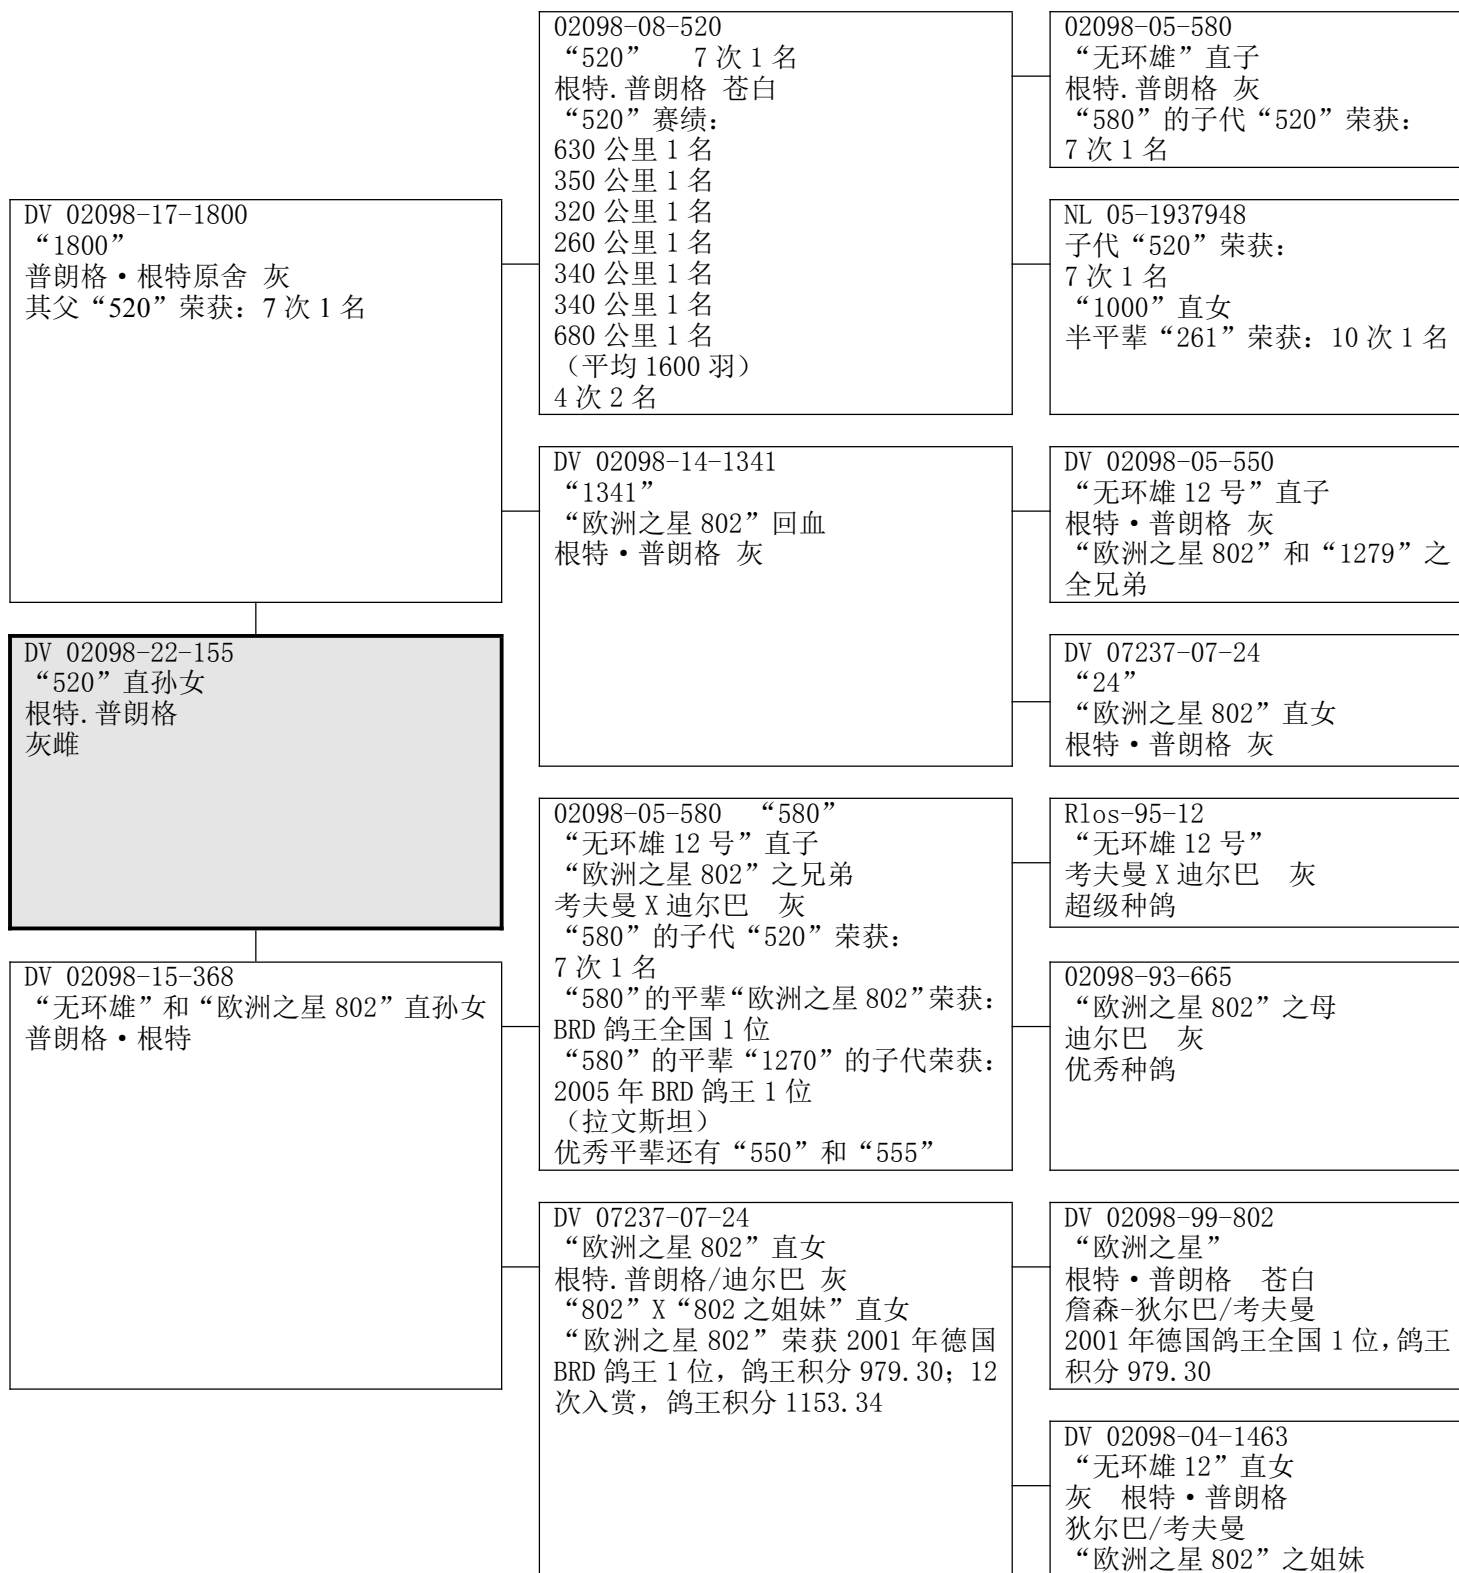 DV 02098-17-1800
“1800”
普朗格·根特原舍 灰
其父“520”荣获：7 次 1 名
DV 02098-22-155
“520”直孙女
根特.普朗格
灰雌
DV 02098-15-368
“无环雄”和“欧洲之星 802”直孙女
普朗格·根特
02098-08-520
“520” 7 次 1 名
根特.普朗格 苍白
“520”赛绩：
630 公里 1 名
350 公里 1 名
320 公里 1 名
260 公里 1 名
340 公里 1 名
340 公里 1 名
680 公里 1 名
（平均 1600 羽）
4 次 2 名
DV 02098-14-1341
“1341”
“欧洲之星 802”回血
根特·普朗格 灰
02098-05-580 “580”
“无环雄 12 号”直子
“欧洲之星 802”之兄弟
考夫曼 X 迪尔巴 灰
“580”的子代“520”荣获：
7 次 1 名
“580”的平辈“欧洲之星 802”荣获：
BRD 鸽王全国 1 位
“580”的平辈“1270”的子代荣获：
2005 年 BRD 鸽王 1 位
（拉文斯坦）
优秀平辈还有“550”和“555”
DV 07237-07-24
“欧洲之星 802”直女
根特.普朗格/迪尔巴 灰
“802”X“802 之姐妹”直女
“欧洲之星 802”荣获 2001 年德国
BRD 鸽王 1 位，鸽王积分 979.30；12
次入赏，鸽王积分 1153.34
02098-05-580
“无环雄”直子
根特.普朗格 灰
“580”的子代“520”荣获：
7 次 1 名
NL 05-1937948
子代“520”荣获：
7 次 1 名
“1000”直女
半平辈“261”荣获：10 次 1 名
DV 02098-05-550
“无环雄 12 号”直子
根特·普朗格 灰
“欧洲之星 802”和“1279”之
全兄弟
DV 07237-07-24
“24”
“欧洲之星 802”直女
根特·普朗格 灰
Rlos-95-12
“无环雄 12 号”
考夫曼 X 迪尔巴 灰
超级种鸽
02098-93-665
“欧洲之星 802”之母
迪尔巴 灰
优秀种鸽
DV 02098-99-802
“欧洲之星”
根特·普朗格 苍白
詹森-狄尔巴/考夫曼
2001 年德国鸽王全国 1 位，鸽王
积分 979.30
DV 02098-04-1463
“无环雄 12”直女
灰 根特·普朗格
狄尔巴/考夫曼
“欧洲之星 802”之姐妹